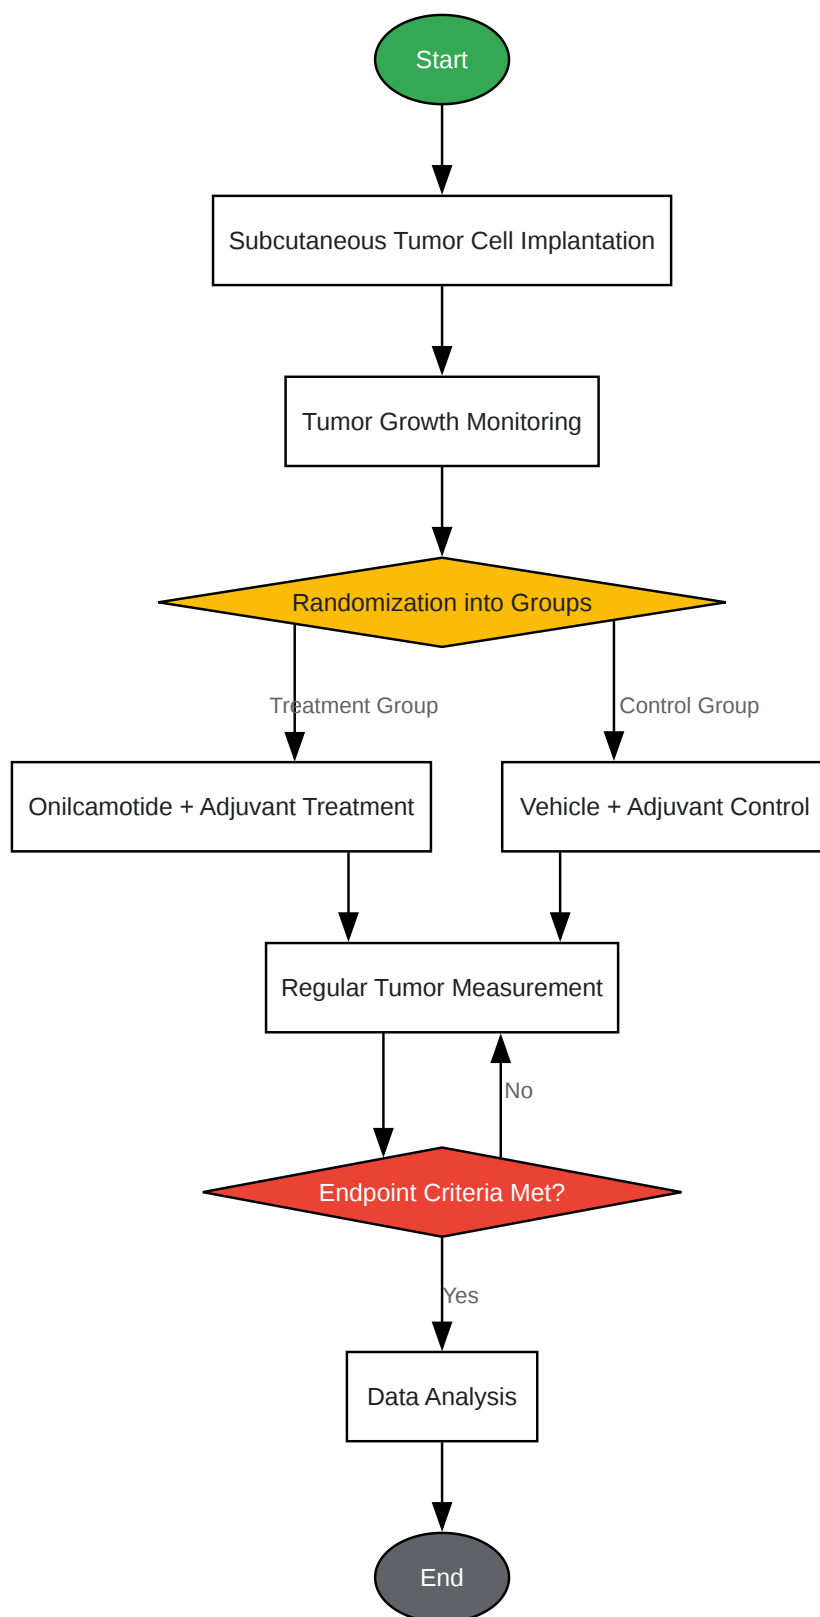 Start
Subcutaneous Tumor Cell Implantation
Tumor Growth Monitoring
Randomization into Groups
Treatment Group
Control Group
Onilcamotide + Adjuvant Treatment
Vehicle + Adjuvant Control
Regular Tumor Measurement
No
Endpoint Criteria Met?
Yes
Data Analysis
End